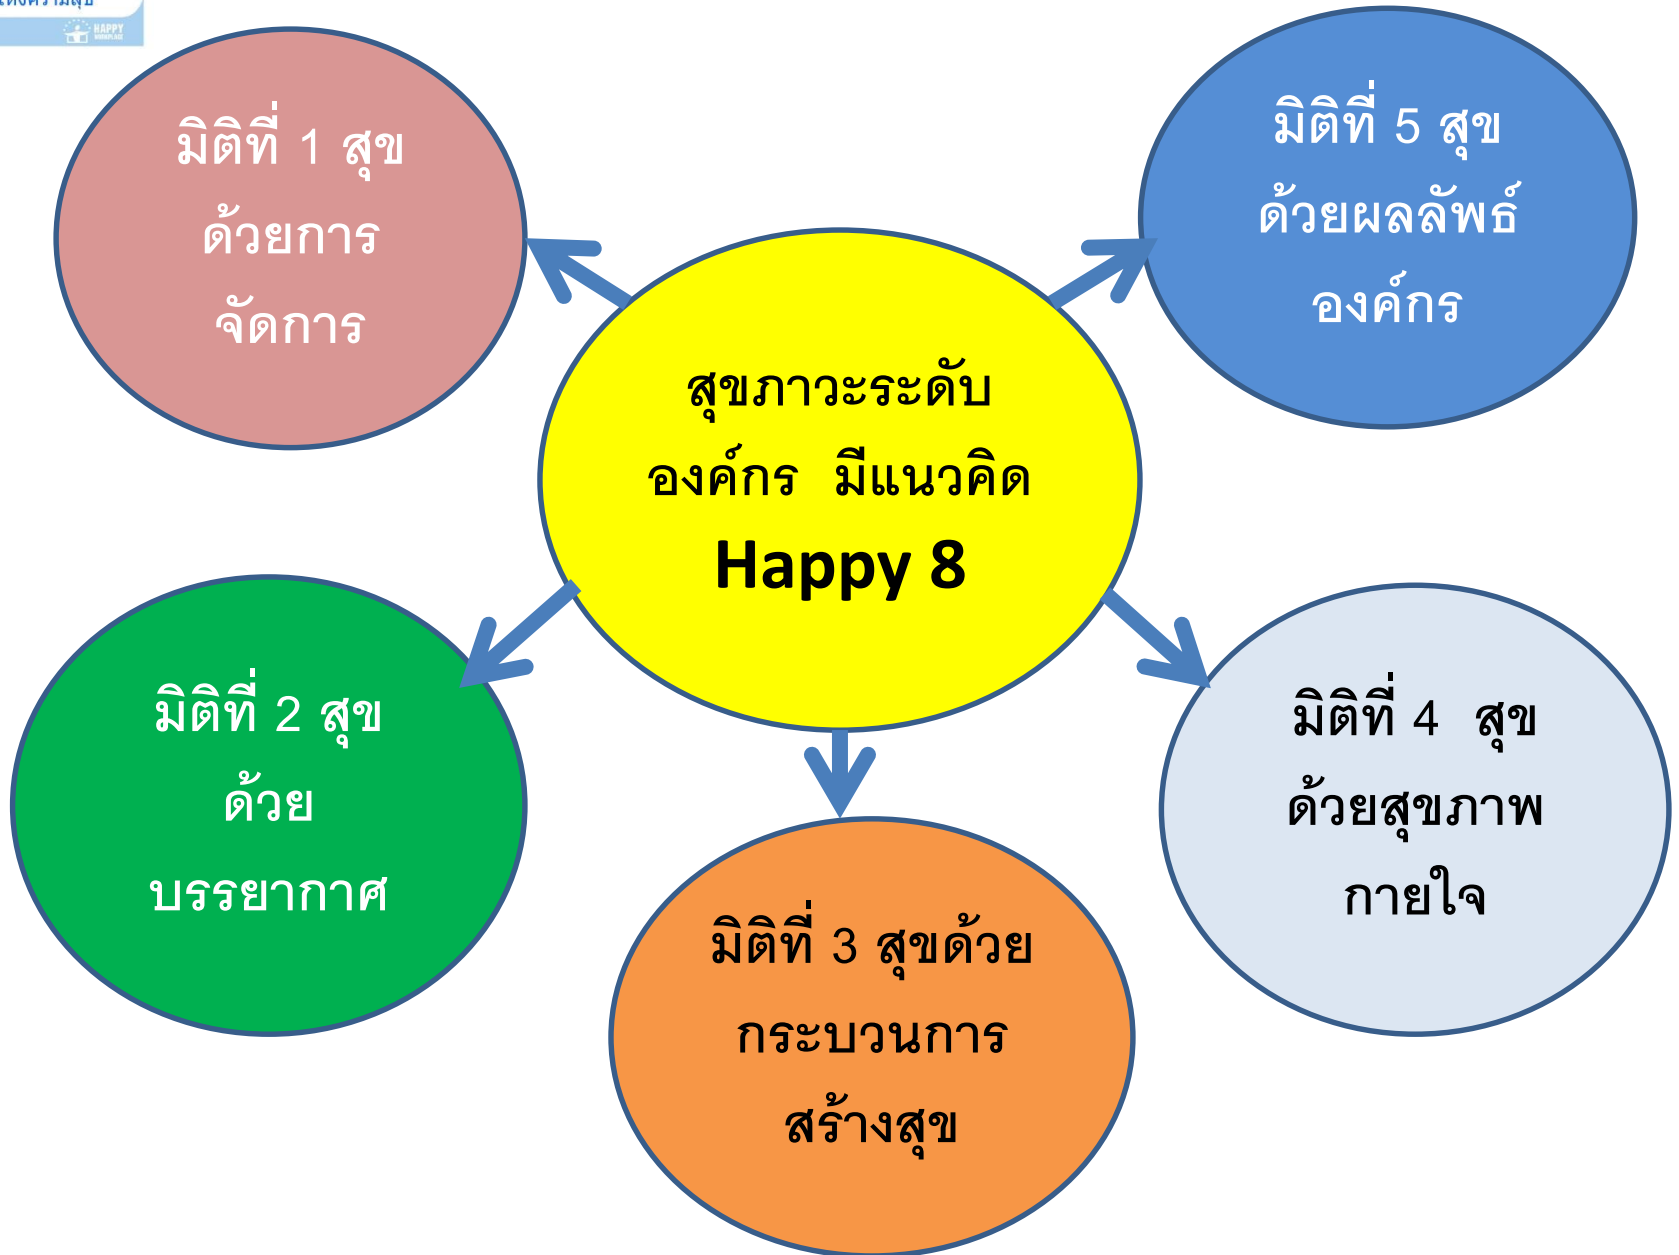 HAPPY
WORKPLACE
มิติที่ 1 สุข
ด้วยการ
จัดการ
มิติที่ 5 สุข
ด้วยผลลัพธ์
องค์กร
สุขภาวะระดับ
องค์กร มีแนวคิด
Happy 8
มิติที่ 2 สุข
ด้วย
บรรยากาศ
มิติที่ 4 สุข
ด้วยสุขภาพ
กายใจ
มิติที่ 3 สุขด้วย
กระบวนการ
สร้างสุข